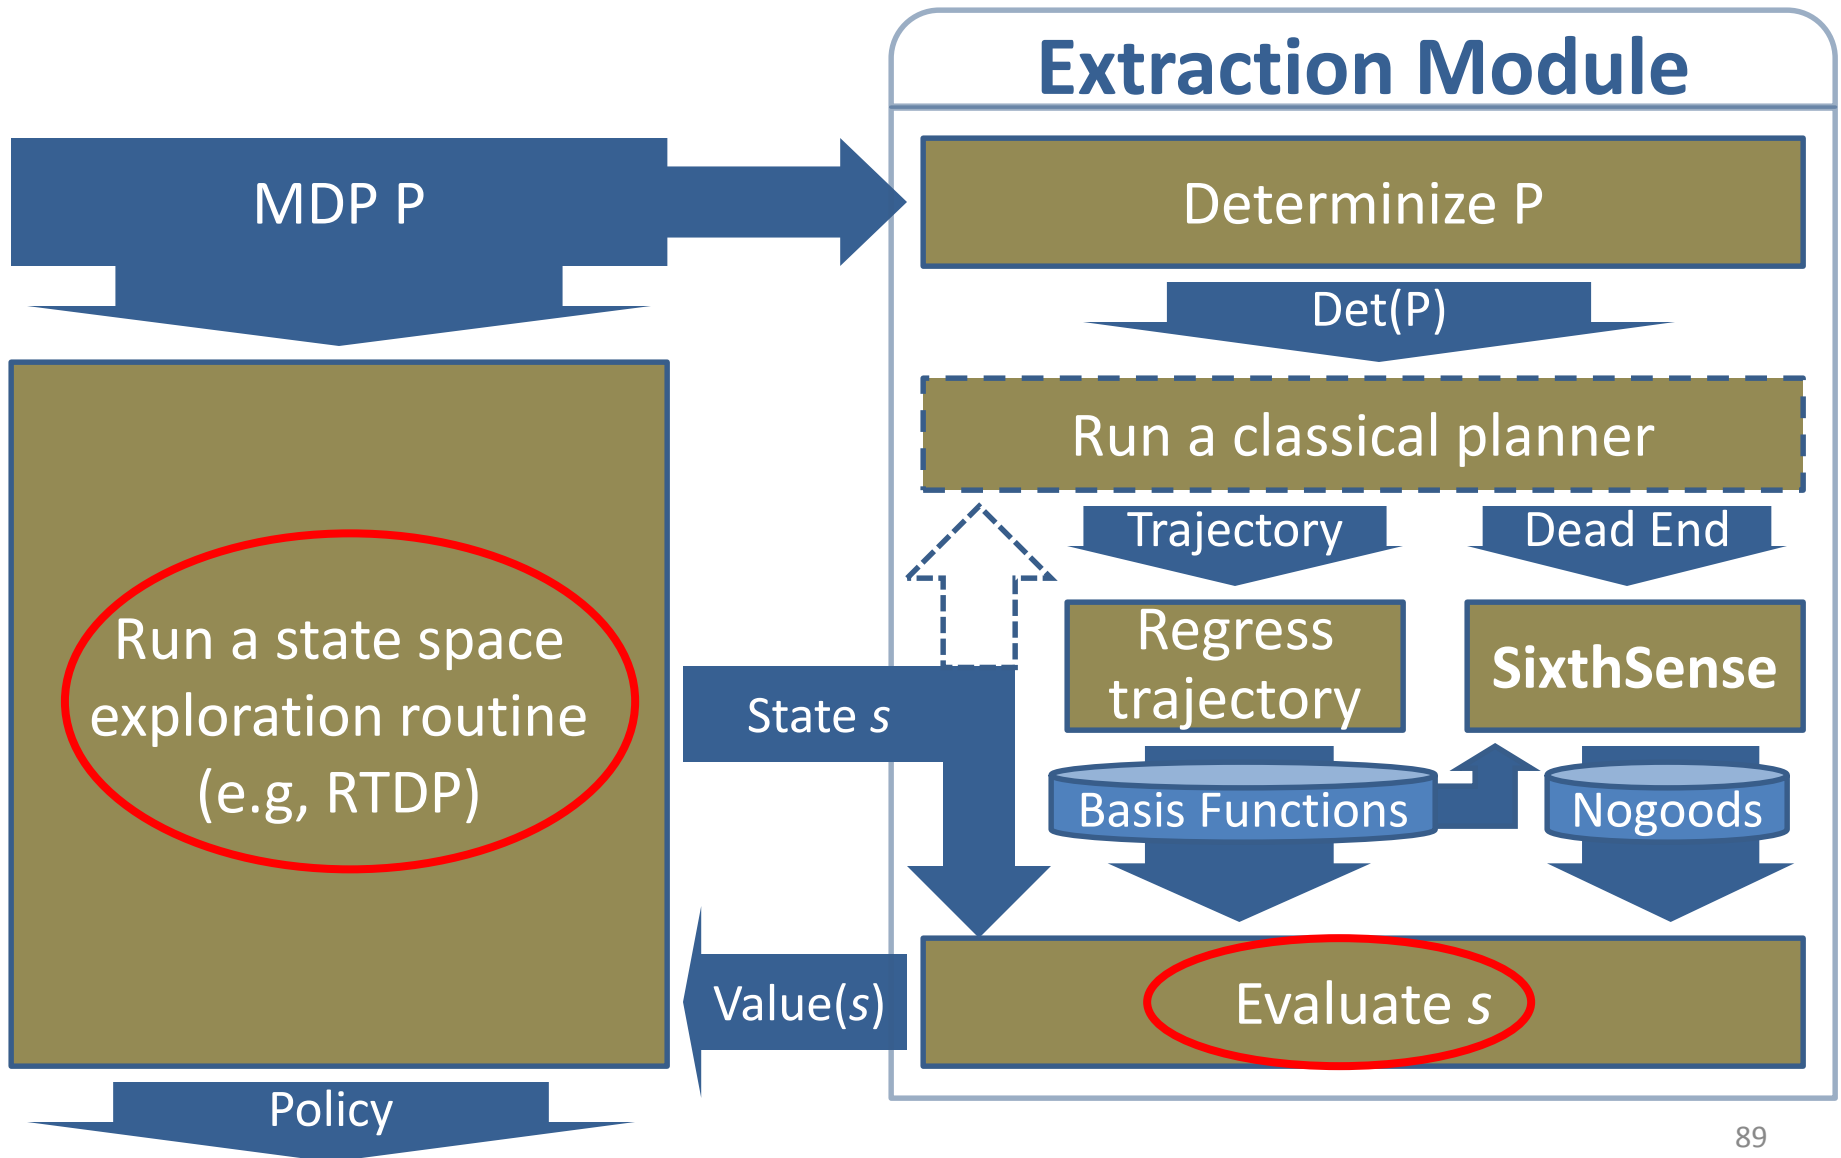 Extraction Module
MDP P
Determinize P
Det(P)
Run a classical planner
Trajectory
Dead End
Run a state space
exploration routine
(e.g, RTDP)
State s
Regress
trajectory
SixthSense
Basis Functions
Nogoods
Value(s)
Evaluate s
Policy
89